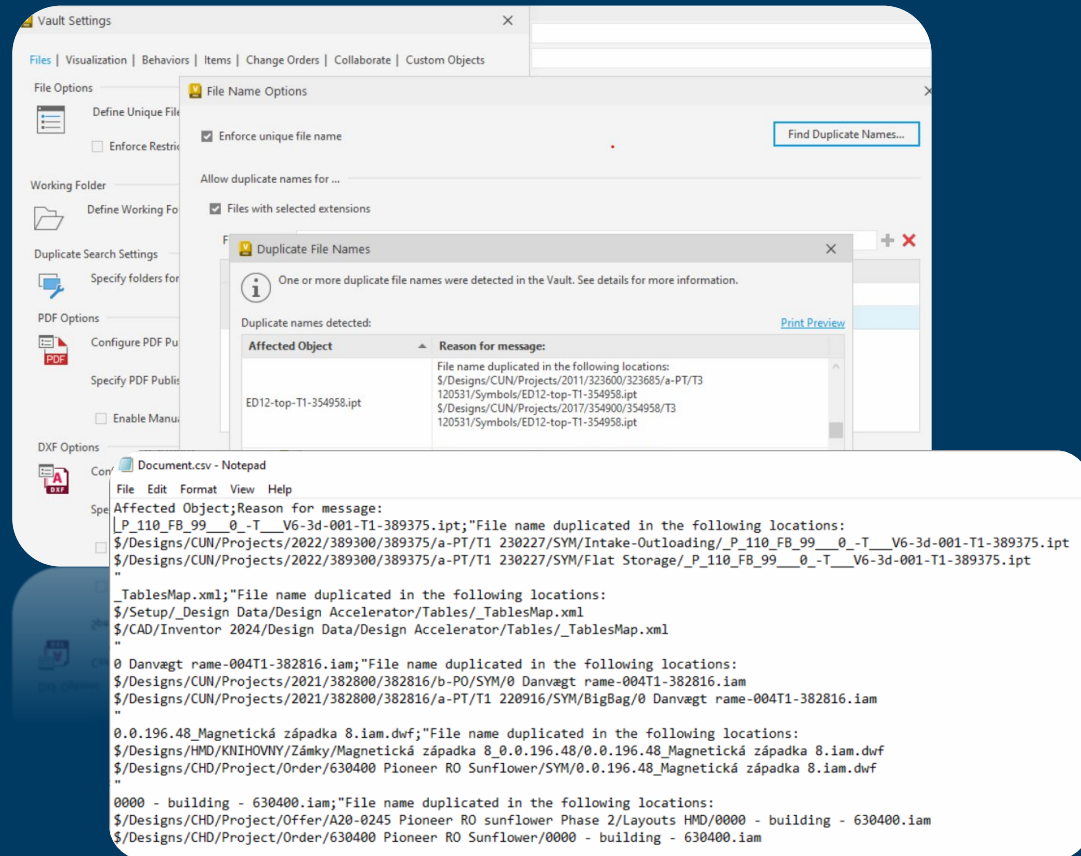 Vault Settings
Files | Visualization | Behaviors | Items | Change Orders | Collaborate | Custom Objects
File Options
Define Unique File
Enforce Restric
Working Folder
Define Working Fo
Duplicate Search Settings
Specify folders for
PDF Options
PDF
Configure PDF Pu
Specify PDF Publis
Enable Manua
DXF Options
DXF
Con
Spe
File Name Options
Enforce unique file name
Find Duplicate Names...
Allow duplicate names for ...
Files with selected extensions
F
Duplicate File Names
One or more duplicate file names were detected in the Vault. See details for more information.
Duplicate names detected:
Print Preview
Affected Object
Reason for message:
ED12-top-T1-354958.ipt
File name duplicated in the following locations:
$/Designs/CUN/Projects/2011/323600/323685/a-PT/T3
120531/Symbols/ED12-top-T1-354958.ipt
$/Designs/CUN/Projects/2017/354900/354958/T3
120531/Symbols/ED12-top-T1-354958.ipt
Document.csv - Notepad
File Edit Format View Help
Affected Object;Reason for message:
_P_110_FB_99___0_-T___V6-3d-001-T1-389375.ipt;"File name duplicated in the following locations:
$/Designs/CUN/Projects/2022/389300/389375/a-PT/T1 230227/SYM/Intake-Outloading/_P_110_FB_99___0_-T___V6-3d-001-T1-389375.ipt
$/Designs/CUN/Projects/2022/389300/389375/a-PT/T1 230227/SYM/Flat Storage/_P_110_FB_99___0_-T___V6-3d-001-T1-389375.ipt
"
_TablesMap.xml;"File name duplicated in the following locations:
$/Setup/_Design Data/Design Accelerator/Tables/_TablesMap.xml
$/CAD/Inventor 2024/Design Data/Design Accelerator/Tables/_TablesMap.xml
"
0 Danvægt rame-004T1-382816.iam;"File name duplicated in the following locations:
$/Designs/CUN/Projects/2021/382800/382816/b-PO/SYM/0 Danvægt rame-004T1-382816.iam
$/Designs/CUN/Projects/2021/382800/382816/a-PT/T1 220916/SYM/BigBag/0 Danvægt rame-004T1-382816.iam
"
0.0.196.48_Magnetická západka 8.iam.dwf;"File name duplicated in the following locations:
$/Designs/HMD/KNIHOVNY/Zámky/Magnetická západka 8_0.0.196.48/0.0.196.48_Magnetická západka 8.iam.dwf
$/Designs/CHD/Project/Order/630400 Pioneer RO Sunflower/SYM/0.0.196.48_Magnetická západka 8.iam.dwf
"
0000 - building - 630400.iam;"File name duplicated in the following locations:
$/Designs/CHD/Project/Offer/A20-0245 Pioneer RO sunflower Phase 2/Layouts HMD/0000 - building - 630400.iam
$/Designs/CHD/Project/Order/630400 Pioneer RO Sunflower/0000 - building - 630400.iam